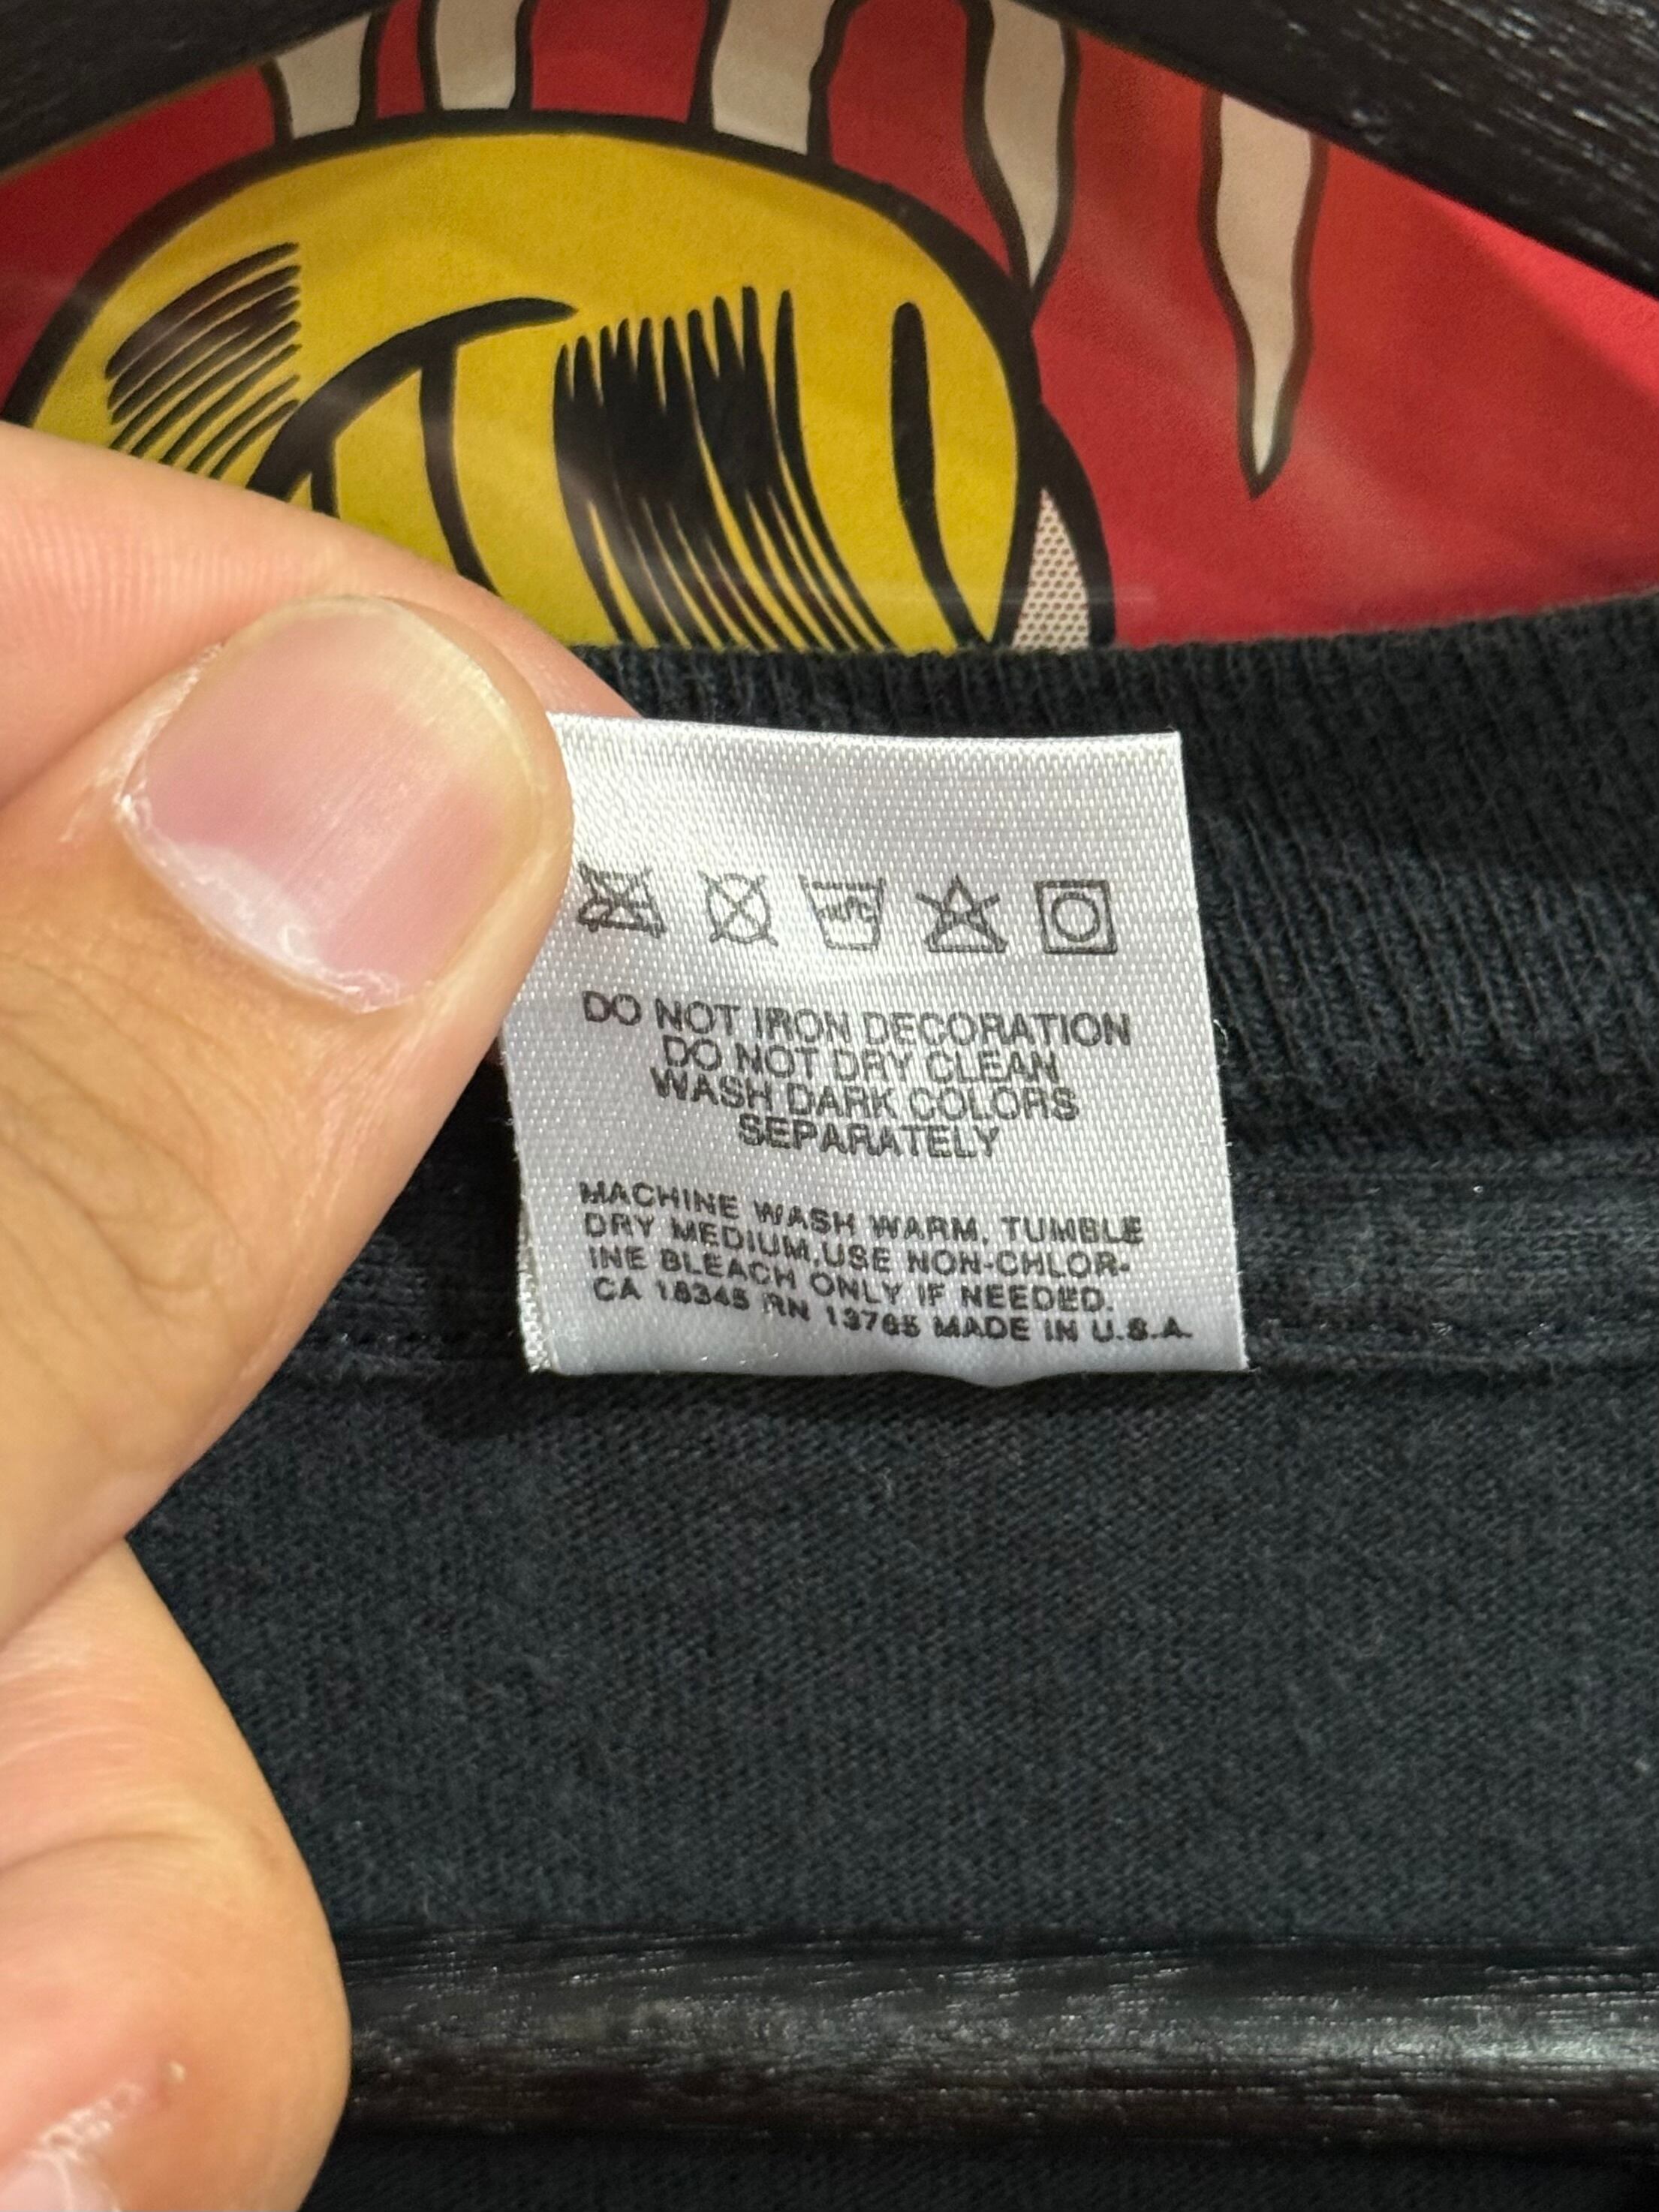 DO NOT IRON DECORATION
DO NOT DRY CLEAN
WASH DARK COLORS
SEPARATELY
MACHINE WASH WARM, TUMBLE
DRY MEDIUM.USE NON-CHLOR-
INE BLEACH ONLY IF NEEDED.
CA 18345 RN 13765 MADE IN U.S.A.